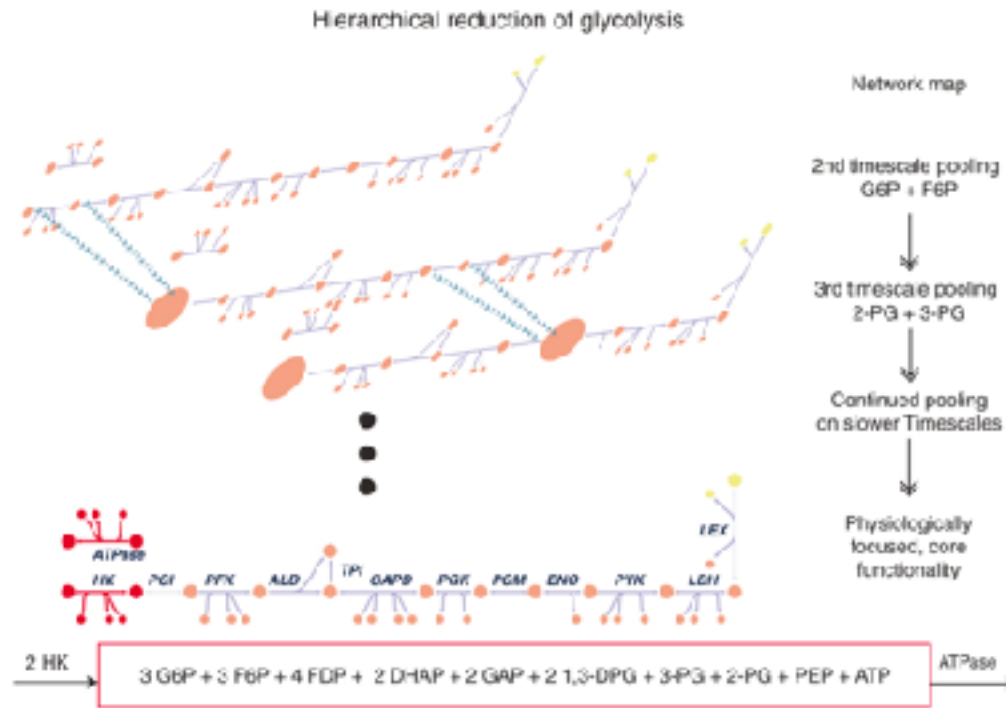 Hierarchical reduction of glycolysis
Network map
2nd timescale pooling
G6P + F6P
3rd timescale pooling
2-PG + 3-PG
Continued pooling
on slower Timescales
Physiologically
focused, core
functionality
LEX
ATPase
HK PGI PFK ALD TPI GAPD PGK PGM ENO PYK LDH
2 HK
3 G6P + 3 F6P + 4 FDP + 2 DHAP + 2 GAP + 2 1,3-DPG + 3-PG + 2-PG + PEP + ATP
ATPase